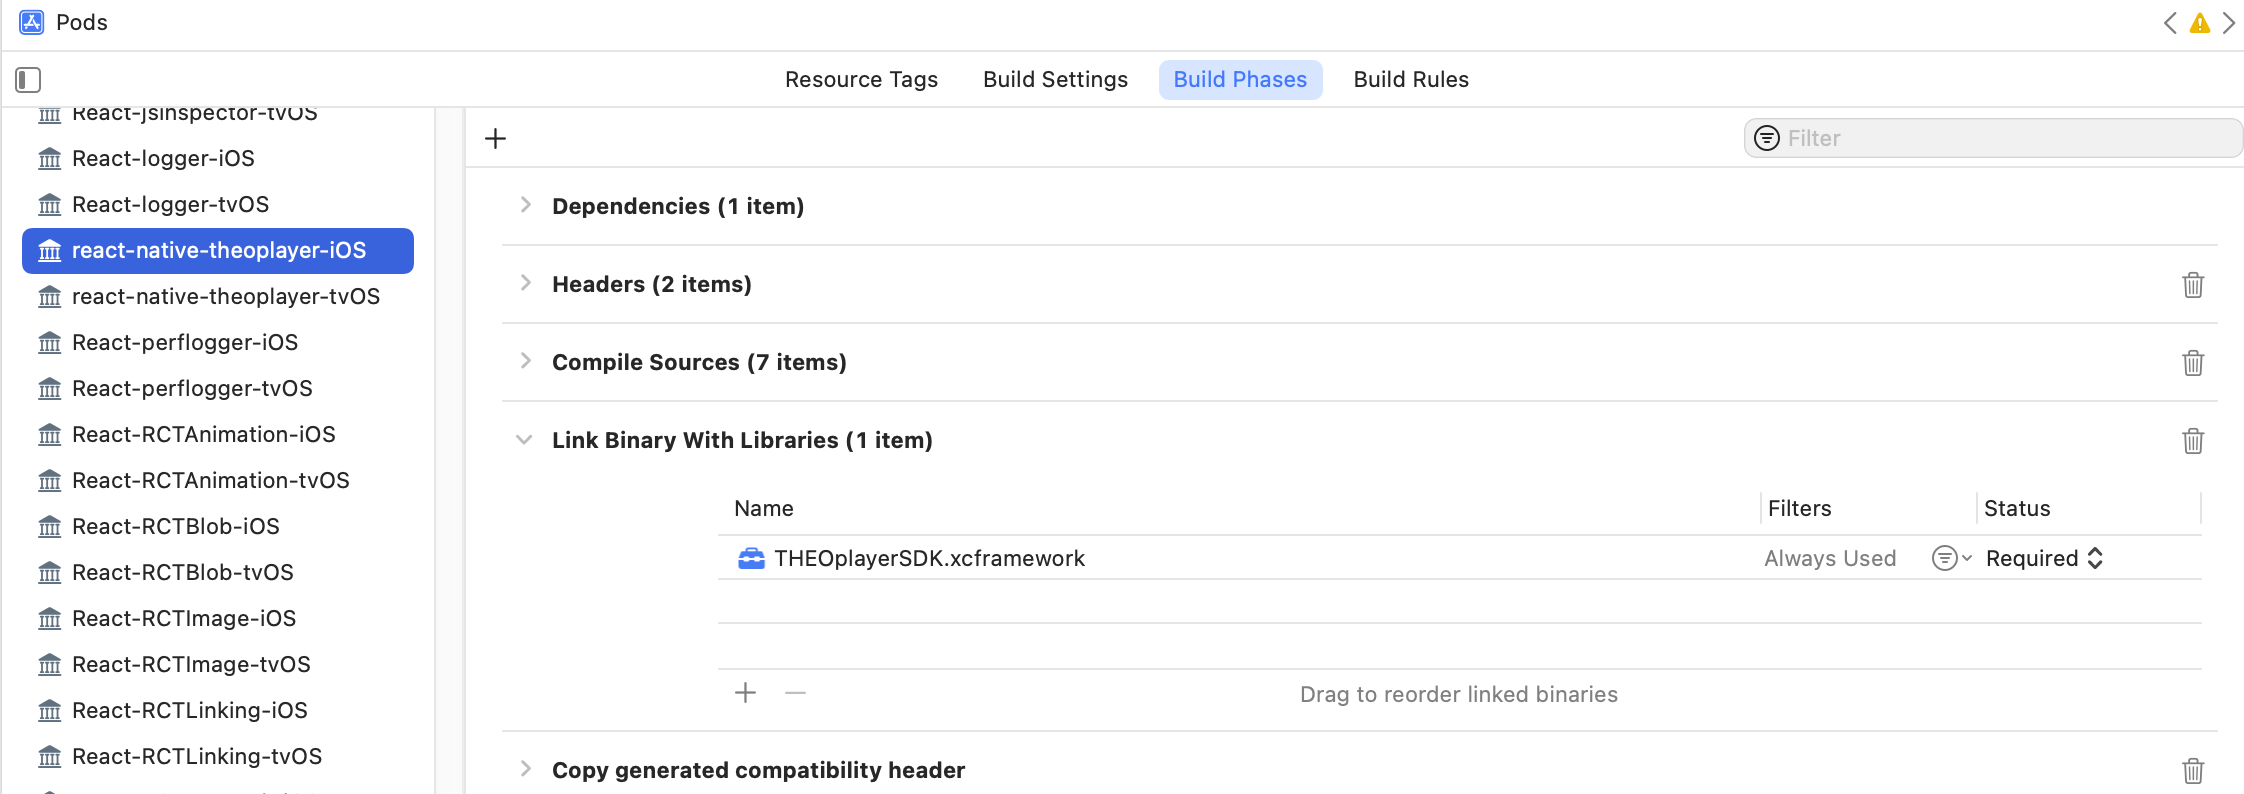 Pods
Resource Tags Build Settings Build Phases Build Rules
React-jsinspector-tvOS
React-logger-iOS
React-logger-tvOS
react-native-theoplayer-iOS
react-native-theoplayer-tvOS
React-perflogger-iOS
React-perflogger-tvOS
React-RCTAnimation-iOS
React-RCTAnimation-tvOS
React-RCTBlob-iOS
React-RCTBlob-tvOS
React-RCTImage-iOS
React-RCTImage-tvOS
React-RCTLinking-iOS
React-RCTLinking-tvOS
Filter
Dependencies (1 item)
Headers (2 items)
Compile Sources (7 items)
Link Binary With Libraries (1 item)
Name Filters Status
THEOplayerSDK.xcframework Always Used Required
Drag to reorder linked binaries
Copy generated compatibility header